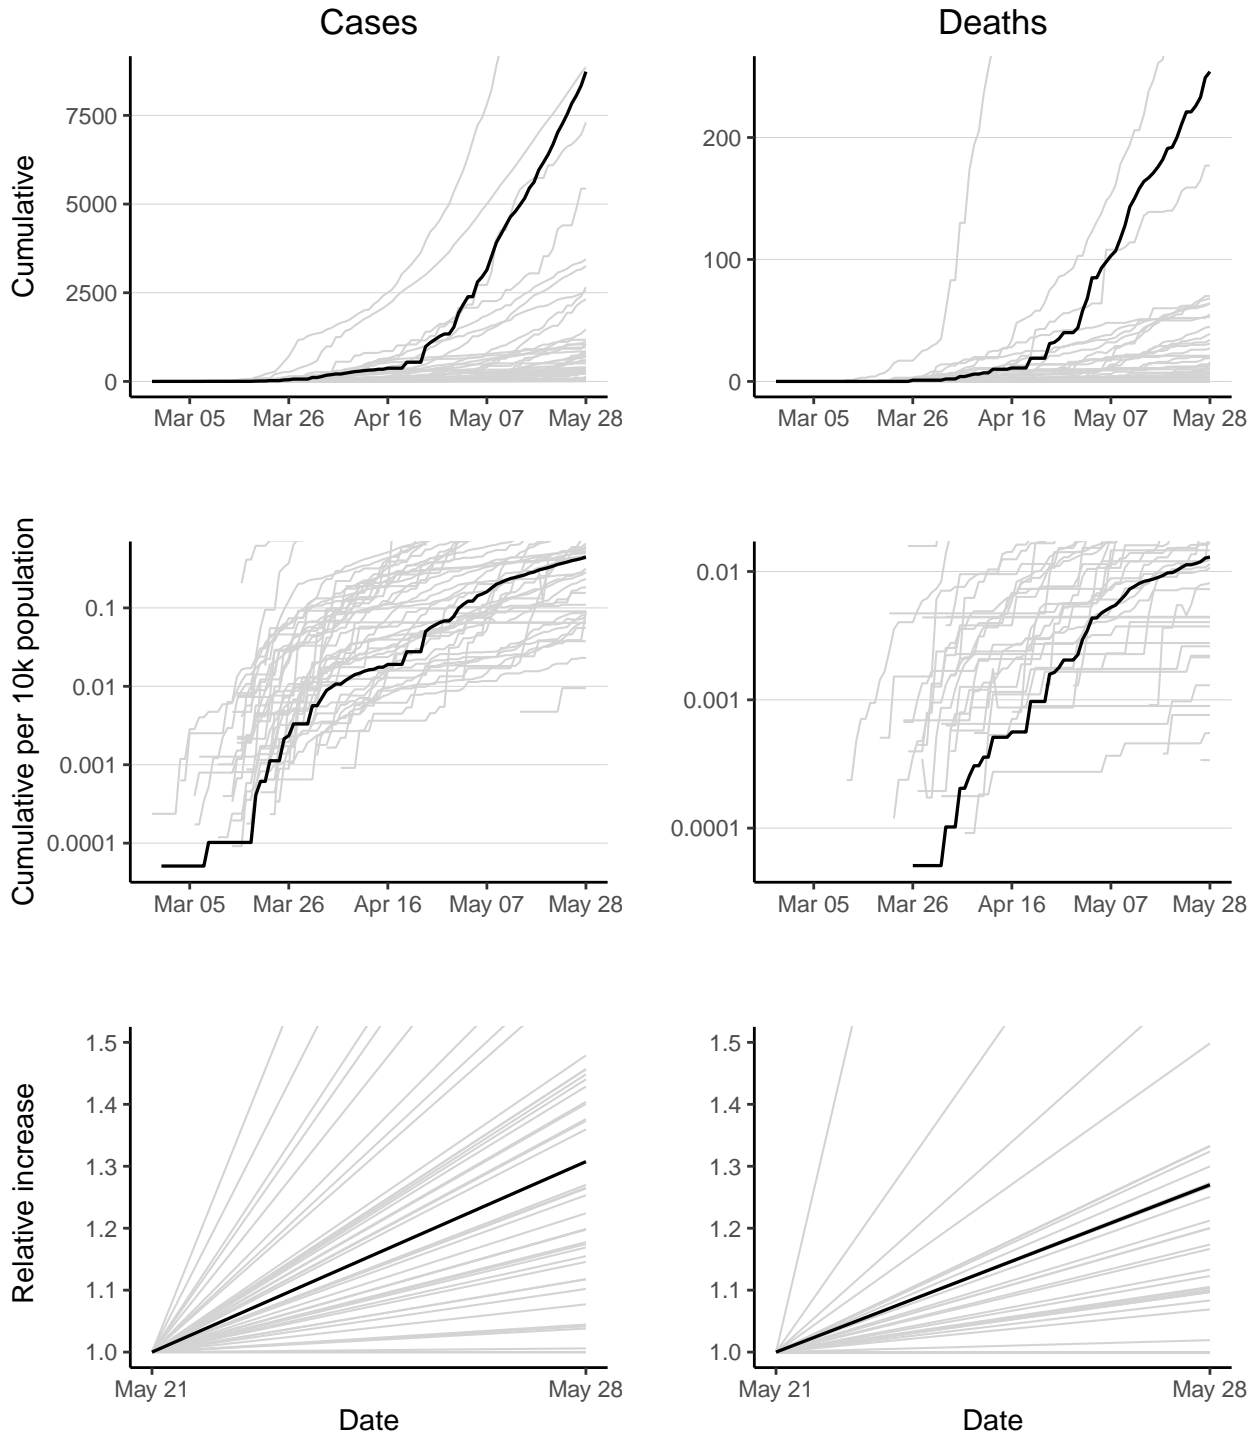 Cases
Deaths
Cumulative
7500
5000
2500
0
Mar 05 Mar 26 Apr 16 May 07 May 28
200
100
0
Mar 05 Mar 26 Apr 16 May 07 May 28
Cumulative per 10k population
0.1
0.01
0.001
0.0001
Mar 05 Mar 26 Apr 16 May 07 May 28
0.01
0.001
0.0001
Mar 05 Mar 26 Apr 16 May 07 May 28
Relative increase
1.5
1.4
1.3
1.2
1.1
1.0
May 21 May 28
Date
1.5
1.4
1.3
1.2
1.1
1.0
May 21 May 28
Date